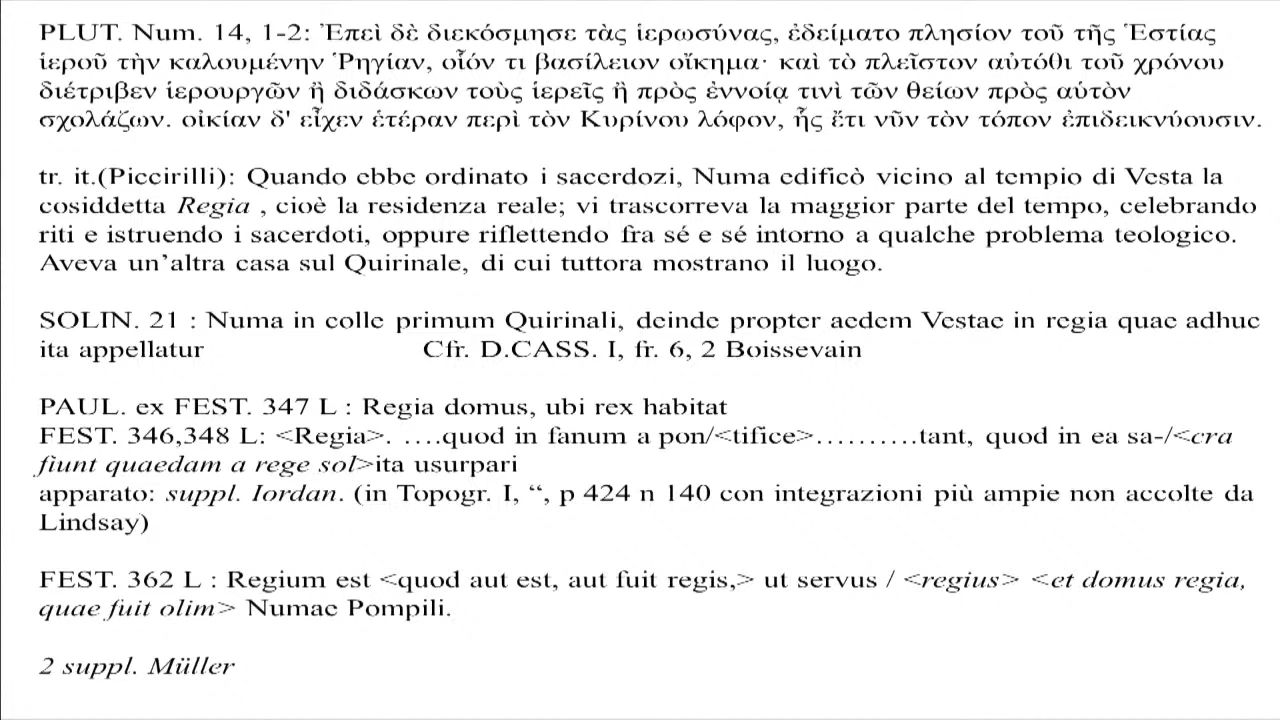 PLUT. Num. 14, 1-2: Ἐπεὶ δὲ διεκόσμησε τὰς ἱερωσύνας, ἐδείματο πλησίον τοῦ τῆς Ἑστίας
ἱεροῦ τὴν καλουμένην Ῥηγίαν, οἷόν τι βασίλειον οἴκημα· καὶ τὸ πλεῖστον αὐτόθι τοῦ χρόνου
διέτριβεν ἱερουργῶν ἢ διδάσκων τοὺς ἱερεῖς ἢ πρὸς ἐννοίᾳ τινὶ τῶν θείων πρὸς αὑτὸν
σχολάζων. οἰκίαν δ' εἶχεν ἑτέραν περὶ τὸν Κυρίνου λόφον, ἧς ἔτι νῦν τὸν τόπον ἐπιδεικνύουσιν.
tr. it.(Piccirilli): Quando ebbe ordinato i sacerdozi, Numa edificò vicino al tempio di Vesta la
cosiddetta Regia , cioè la residenza reale; vi trascorreva la maggior parte del tempo, celebrando
riti e istruendo i sacerdoti, oppure riflettendo fra sé e sé intorno a qualche problema teologico.
Aveva un’altra casa sul Quirinale, di cui tuttora mostrano il luogo.
SOLIN. 21 : Numa in colle primum Quirinali, deinde propter aedem Vestae in regia quae adhuc
ita appellatur Cfr. D.CASS. I, fr. 6, 2 Boissevain
PAUL. ex FEST. 347 L : Regia domus, ubi rex habitat
FEST. 346,348 L: <Regia>. ….quod in fanum a pon/<tifice>……….tant, quod in ea sa-/<cra
fiunt quaedam a rege sol>ita usurpari
apparato: suppl. Iordan. (in Topogr. I, “, p 424 n 140 con integrazioni più ampie non accolte da
Lindsay)
FEST. 362 L : Regium est <quod aut est, aut fuit regis,> ut servus / <regius> <et domus regia,
quae fuit olim> Numae Pompili.
2 suppl. Müller